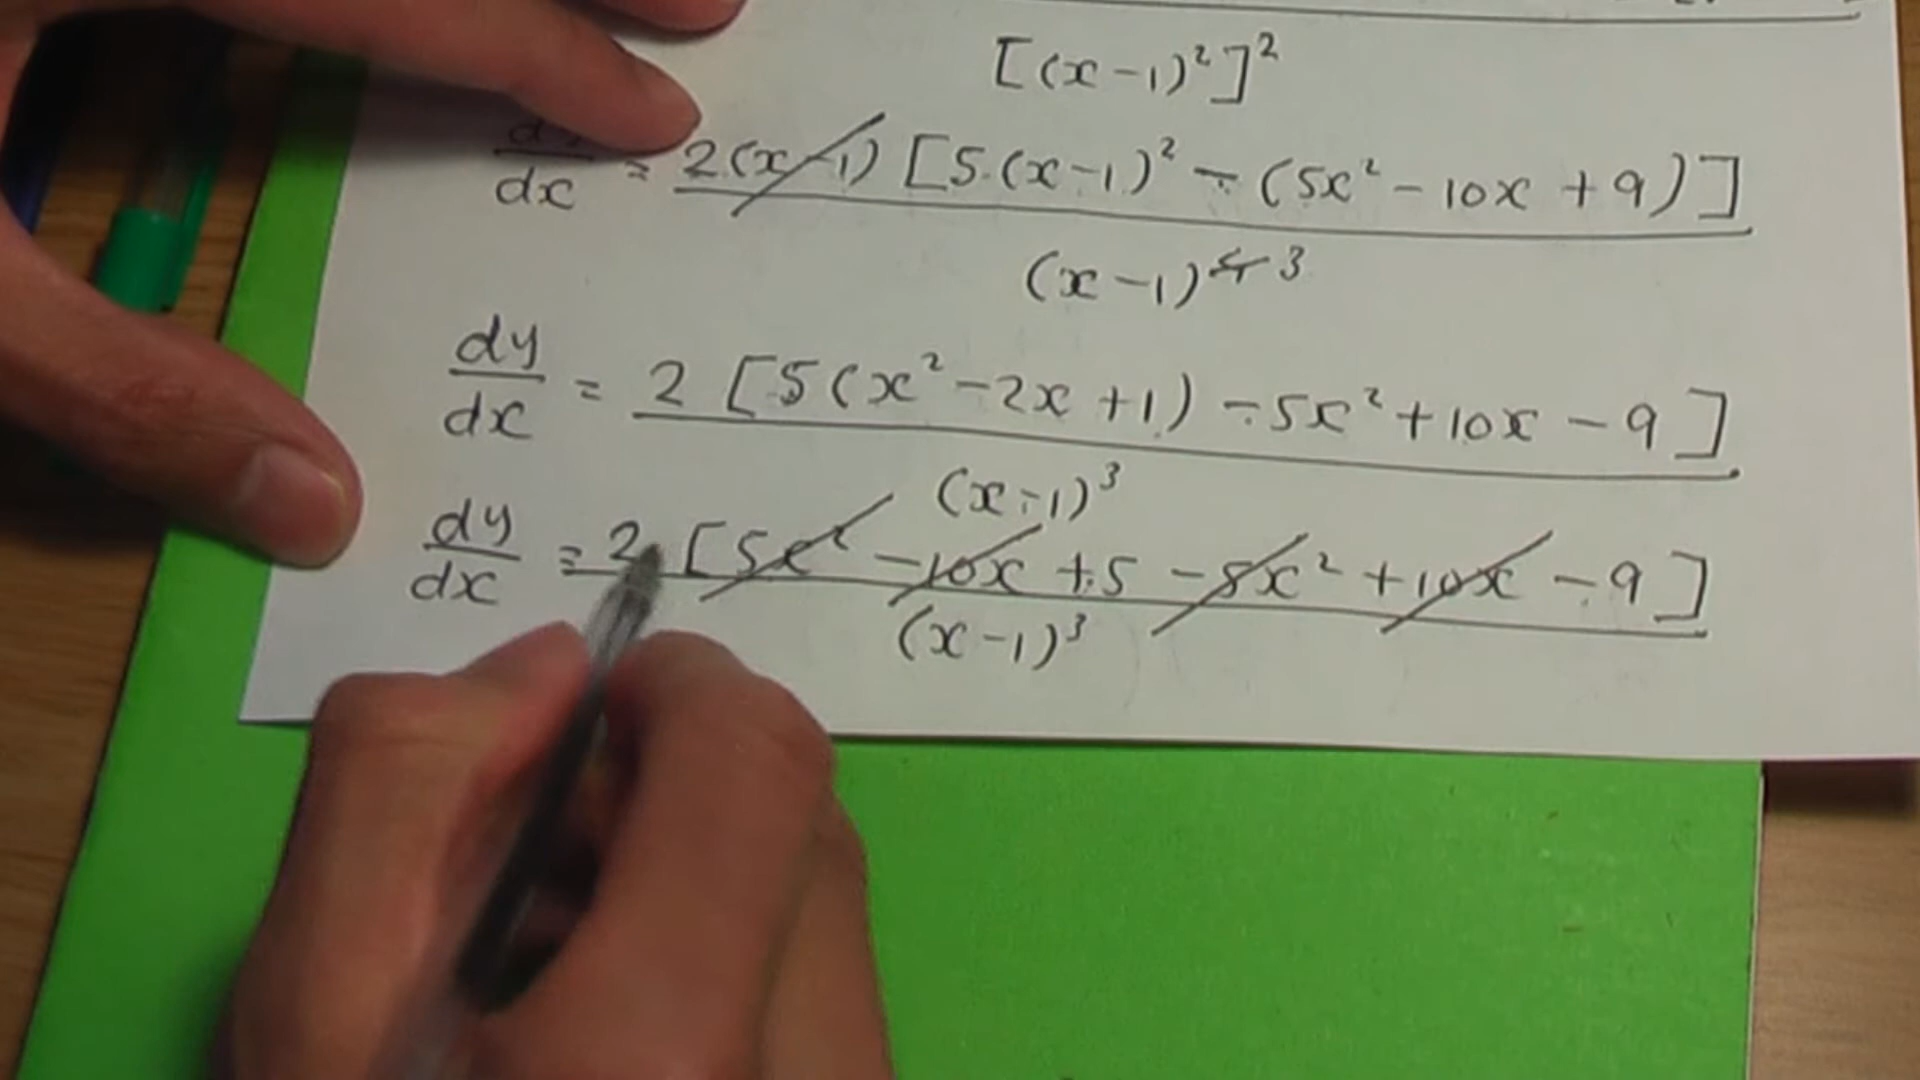 [(x-1)²]²
dy/dx = 2(x-1) [5(x-1)² - (5x² - 10x + 9)]
(x-1)⁴ 3
dy/dx = 2 [5(x² - 2x + 1) - 5x² + 10x - 9]
(x-1)³
dy/dx = 2 [5x² - 10x + 5 - 5x² + 10x - 9]
(x-1)³